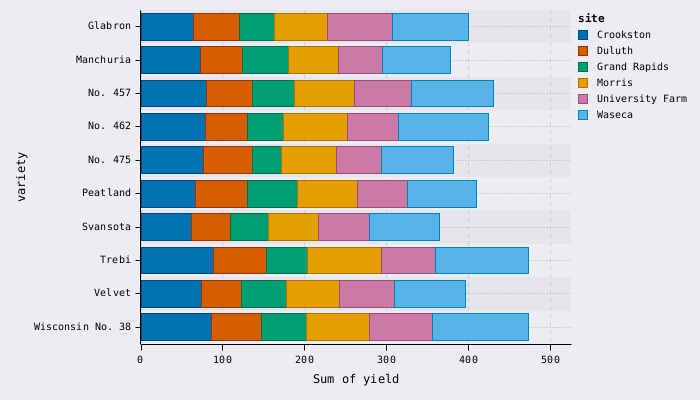 Glabron
Manchuria
No. 457
No. 462
No. 475
Peatland
Svansota
Trebi
Velvet
Wisconsin No. 38
variety
0 100 200 300 400 500
Sum of yield
site
Crookston
Duluth
Grand Rapids
Morris
University Farm
Waseca